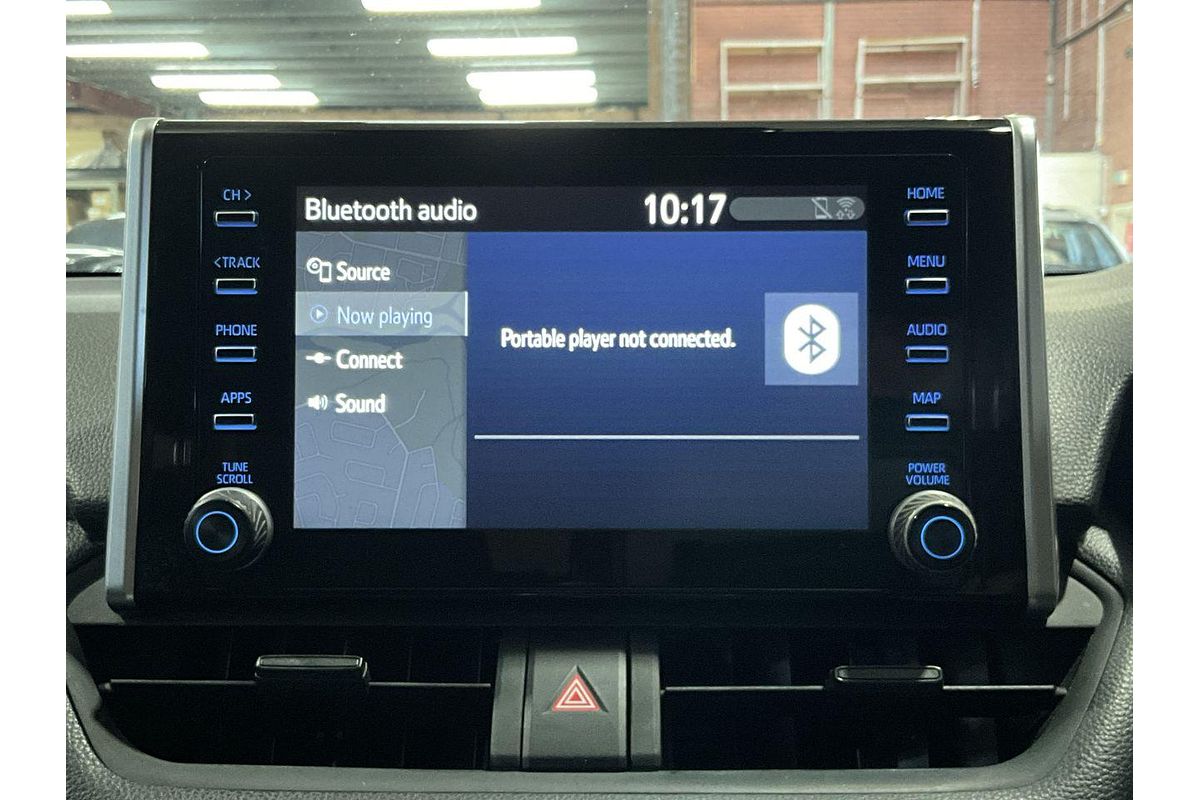 CH >
<TRACK
PHONE
APPS
TUNE
SCROLL
Bluetooth audio
10:17
Source
Now playing
Connect
Sound
Portable player not connected.
HOME
MENU
AUDIO
MAP
POWER
VOLUME